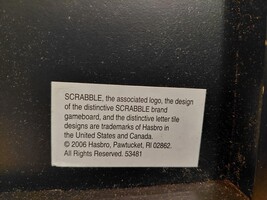 SCRABBLE, the associated logo, the design
of the distinctive SCRABBLE brand
gameboard, and the distinctive letter tile
designs are trademarks of Hasbro in
the United States and Canada.
© 2006 Hasbro, Pawtucket, RI 02862.
All Rights Reserved. 53481